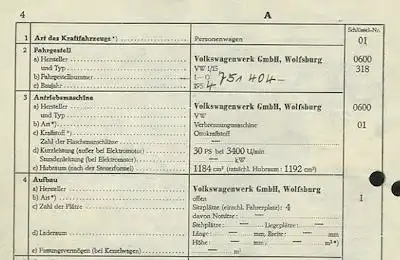 4 A
Schlüssel-Nr.
1 Art des Kraftfahrzeugs *) Personenwagen 01
2 Fahrgestell
a) Hersteller Volkswagenwerk GmbH, Wolfsburg 0600
und Typ VW 1/15 318
b) Fahrgestellnummer 1 — 0 751 404 —
c) Baujahr 195 4
3 Antriebsmaschine
a) Hersteller Volkswagenwerk GmbH, Wolfsburg 0600
und Typ VW
b) Art*) Verbrennungsmaschine 01
c) Kraftstoff *) Ottokraftstoff
Zahl der Flaschenanschlüsse —
d) Kurzleistung (außer bei Elektromotor) 30 PS bei 3400 U/min
Stundenleistung (bei Elektromotor) — kW
e) Hubraum (nach der Steuerformel) 1184 cm³ (tatsächl. Hubraum: 1192 cm³)
4 Aufbau
a) Hersteller Volkswagenwerk GmbH, Wolfsburg
b) Art*) offen 1
c) Zahl der Plätze Sitzplätze (einschl. Fahrerplatz): 4
davon Notsitze: —
Stehplätze: — Liegeplätze: —
d) Laderaum Länge: — mm, Breite: — mm
Höhe: — mm; — m³ *)
e) Fassungsvermögen (bei Kesselwagen) — m³